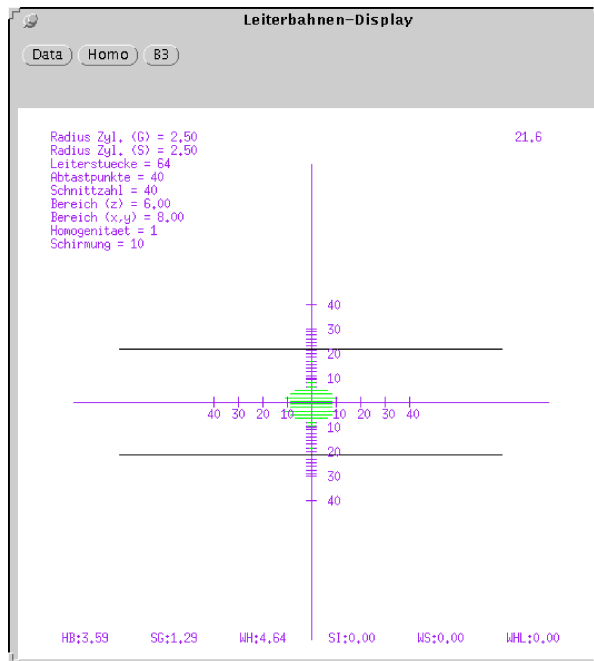 Leiterbahnen-Display
Data Homo B3
Radius Zyl. (G) = 2.50 21.6
Radius Zyl. (S) = 2.50
Leiterstuecke = 64
Abtastpunkte = 40
Schnittzahl = 40
Bereich (z) = 6.00
Bereich (x,y) = 8.00
Homogenitaet = 1
Schirmung = 10
40
30
20
10
40 30 20 10 10 20 30 40
10
20
30
40
HB:3.59 SG:1.29 WH:4.64 SI:0.00 WS:0.00 WHL:0.00